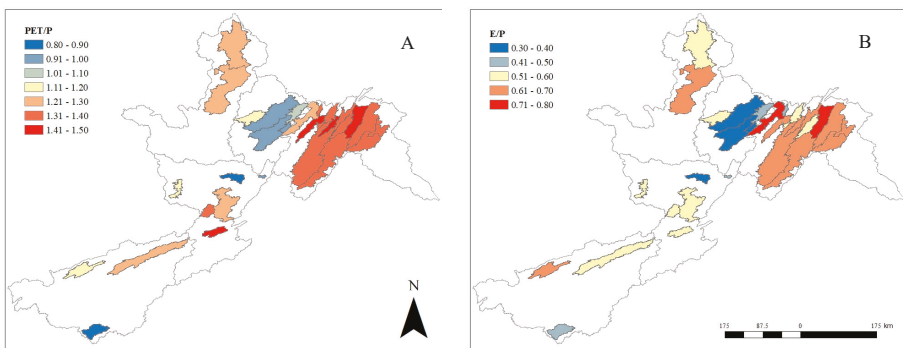 PET/P
0.80 - 0.90
0.91 - 1.00
1.01 - 1.10
1.11 - 1.20
1.21 - 1.30
1.31 - 1.40
1.41 - 1.50
A
N
E/P
0.30 - 0.40
0.41 - 0.50
0.51 - 0.60
0.61 - 0.70
0.71 - 0.80
B
175 87.5 0 175 km